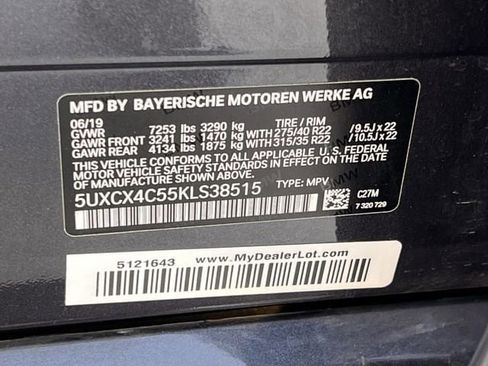 MFD BY BAYERISCHE MOTOREN WERKE AG
06/19 TIRE / RIM
GVWR 7253 lbs 3290 kg
GAWR FRONT 3241 lbs 1470 kg WITH 275/40 R22 / 9.5J x 22
GAWR REAR 4134 lbs 1875 kg WITH 315/35 R22 / 10.5J x 22
THIS VEHICLE CONFORMS TO ALL APPLICABLE U.S. FEDERAL
MOTOR VEHICLE SAFETY STANDARDS IN EFFECT ON THE
DATE OF MANUFACTURE SHOWN ABOVE.
5UXCX4C55KLS38515 TYPE: MPV
C27M
7 320 729
5121643 www.MyDealerLot.com